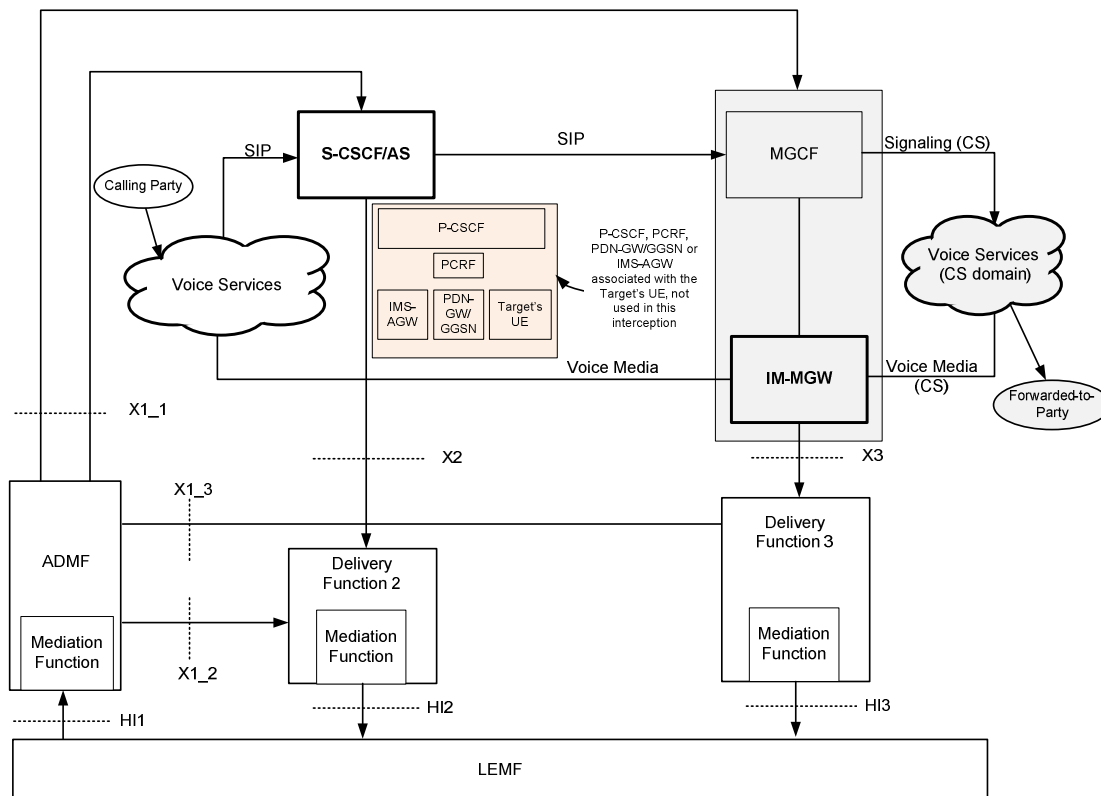 SIP
S-CSCF/AS
SIP
MGCF
Signaling (CS)
Calling Party
P-CSCF
PCRF
IMS-
AGW
PDN-
GW/
GGSN
Target's
UE
P-CSCF, PCRF,
PDN-GW/GGSN or
IMS-AGW
associated with the
Target's UE, not
used in this
interception
Voice Services
Voice Services
(CS domain)
Voice Media
IM-MGW
Voice Media
(CS)
Forwarded-to-
Party
X1_1
X2
X3
X1_3
ADMF
Mediation
Function
X1_2
Delivery
Function 2
Mediation
Function
Delivery
Function 3
Mediation
Function
HI1
HI2
HI3
LEMF